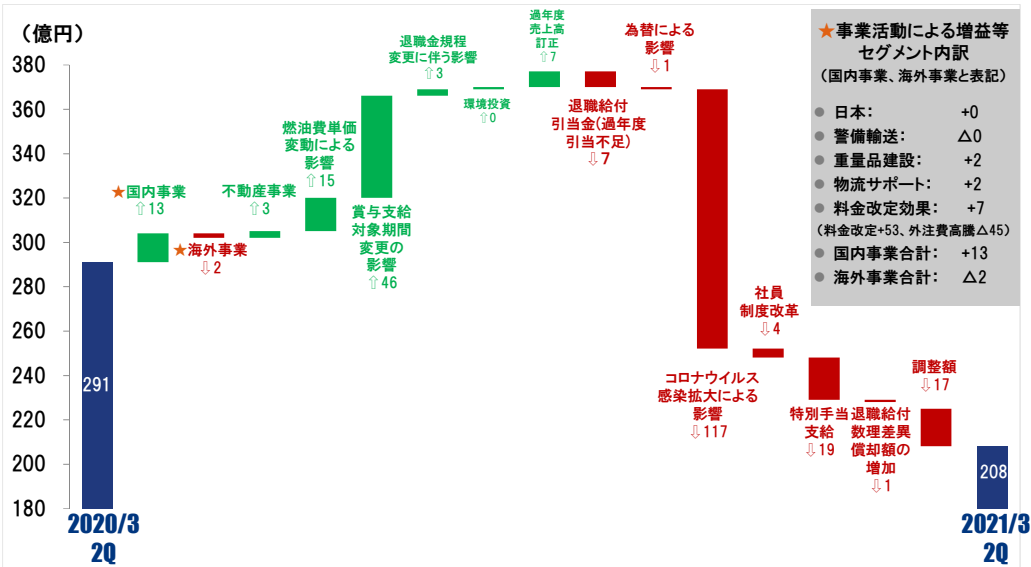 （億円）
380
360
340
320
300
280
260
240
220
200
180
291
2020/3
2Q
★国内事業
⇧13
★海外事業
⇩2
不動産事業
⇧3
燃油費単価
変動による
影響
⇧15
賞与支給
対象期間
変更の
影響
⇧46
退職金規程
変更に伴う影響
⇧3
環境投資
⇧0
過年度
売上高
訂正
⇧7
退職給付
引当金(過年度
引当不足)
⇩7
為替による
影響
⇩1
コロナウイルス
感染拡大による
影響
⇩117
社員
制度改革
⇩4
特別手当
支給
⇩19
退職給付
数理差異
償却額の
増加
⇩1
調整額
⇩17
208
2021/3
2Q
★事業活動による増益等
セグメント内訳
（国内事業、海外事業と表記）
● 日本： +0
● 警備輸送： △0
● 重量品建設： +2
● 物流サポート： +2
● 料金改定効果： +7
（料金改定+53、外注費高騰△45）
● 国内事業合計： +13
● 海外事業合計： △2